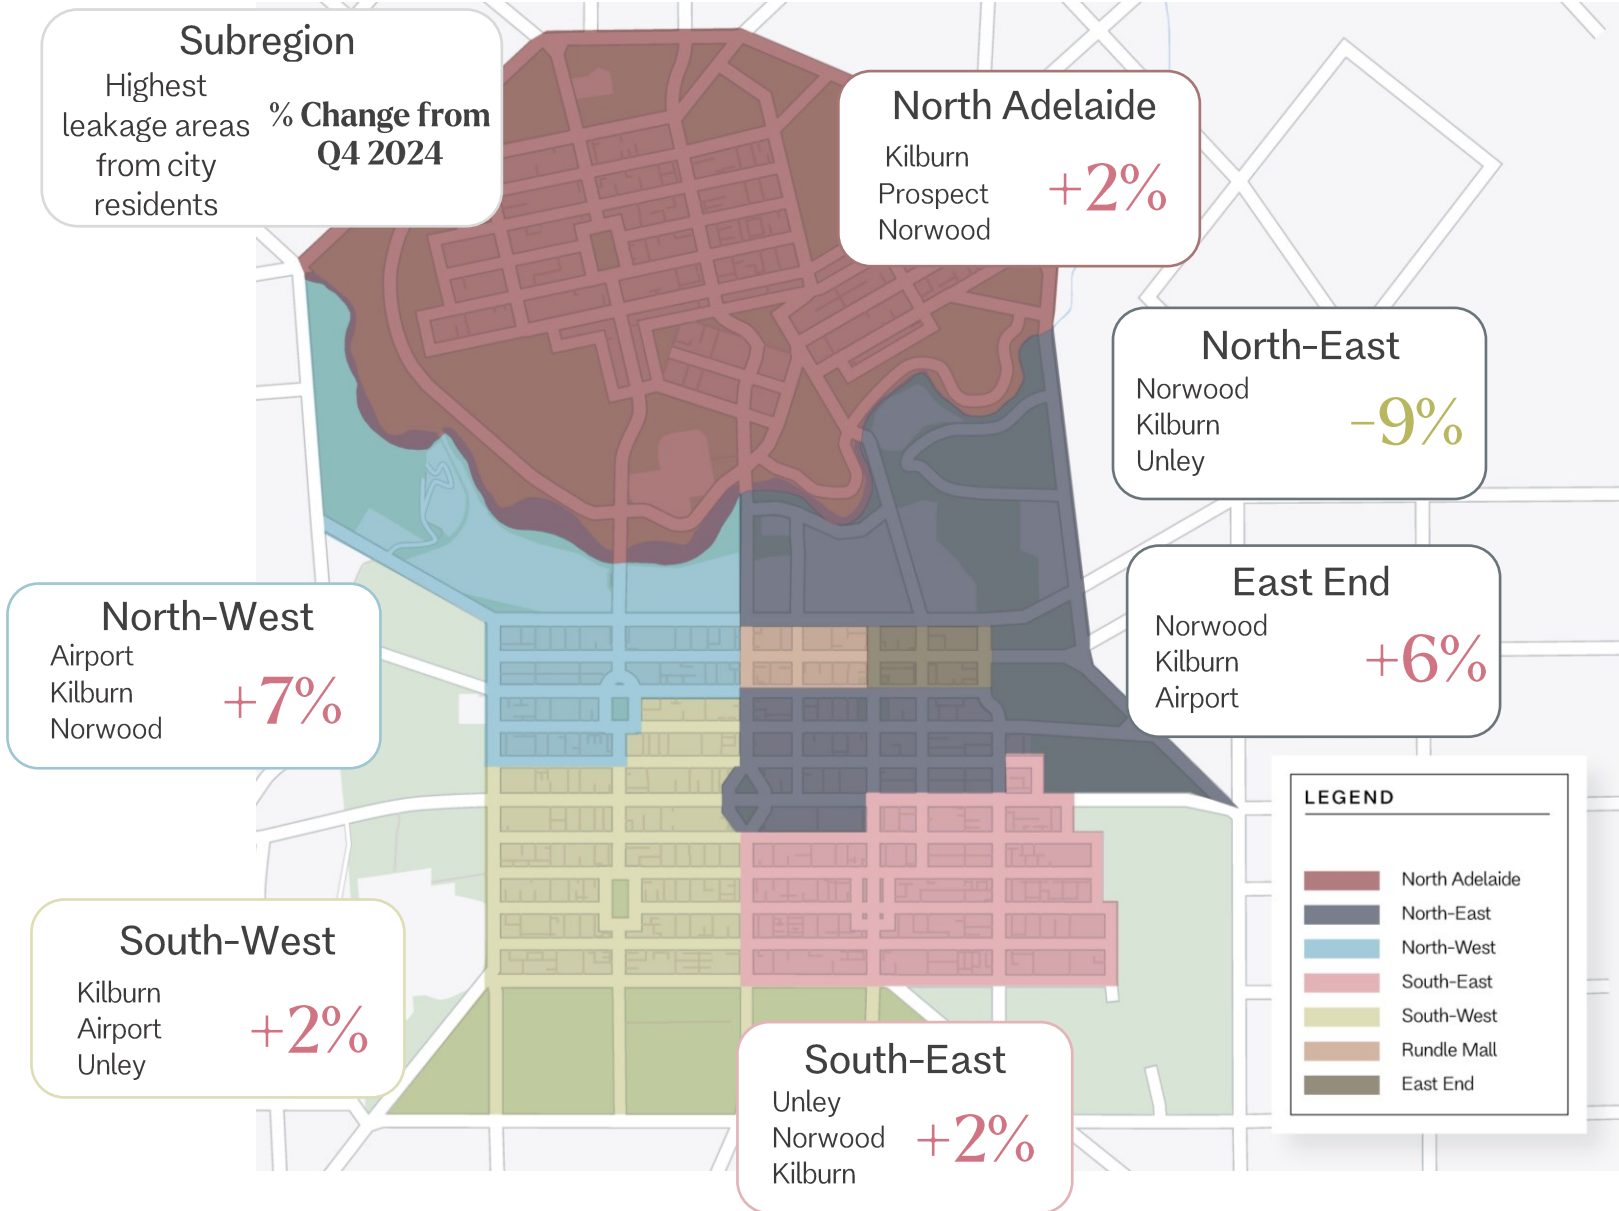 Subregion
Highest
leakage areas
from city
residents
% Change from
Q4 2024
North Adelaide
Kilburn
Prospect
Norwood
+2%
North-East
Norwood
Kilburn
Unley
-9%
North-West
Airport
Kilburn
Norwood
+7%
East End
Norwood
Kilburn
Airport
+6%
South-West
Kilburn
Airport
Unley
+2%
South-East
Unley
Norwood
Kilburn
+2%
LEGEND
North Adelaide
North-East
North-West
South-East
South-West
Rundle Mall
East End